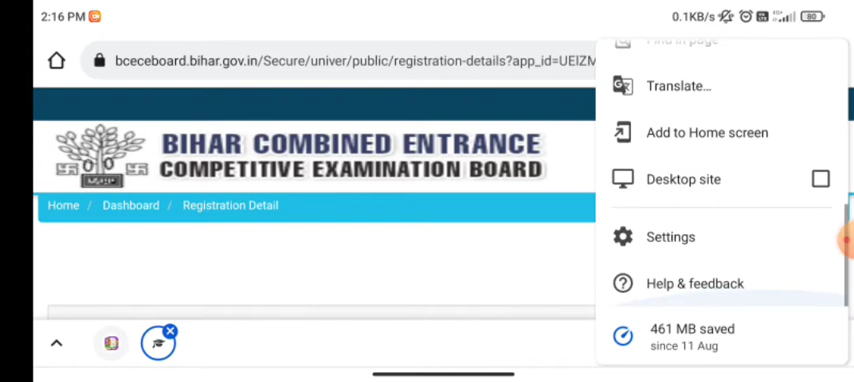 2:16 PM
0.1KB/s
80
bceceboard.bihar.gov.in/Secure/univer/public/registration-details?app_id=UElZM
Find in page
Translate...
BIHAR COMBINED ENTRANCE
COMPETITIVE EXAMINATION BOARD
Add to Home screen
Desktop site
Home / Dashboard / Registration Detail
Settings
Help & feedback
461 MB saved
since 11 Aug